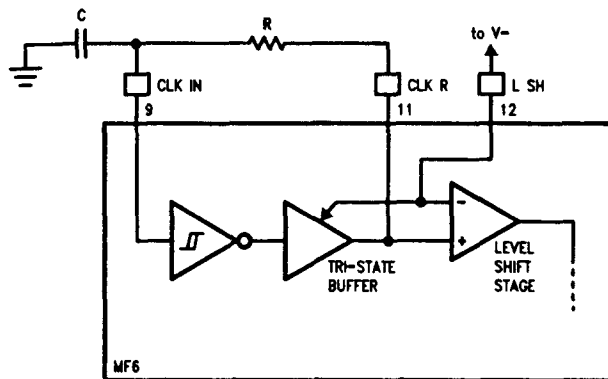 C
R
to V-
CLK IN
CLK R
L SH
9
11
12
-
+
TRI-STATE
BUFFER
LEVEL
SHIFT
STAGE
MF6